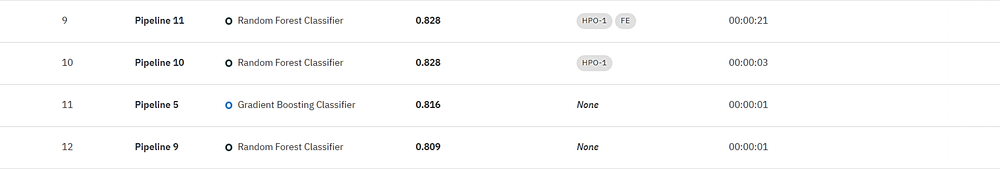 9 Pipeline 11 Random Forest Classifier 0.828 HPO-1 FE 00:00:21
10 Pipeline 10 Random Forest Classifier 0.828 HPO-1 00:00:03
11 Pipeline 5 Gradient Boosting Classifier 0.816 None 00:00:01
12 Pipeline 9 Random Forest Classifier 0.809 None 00:00:01